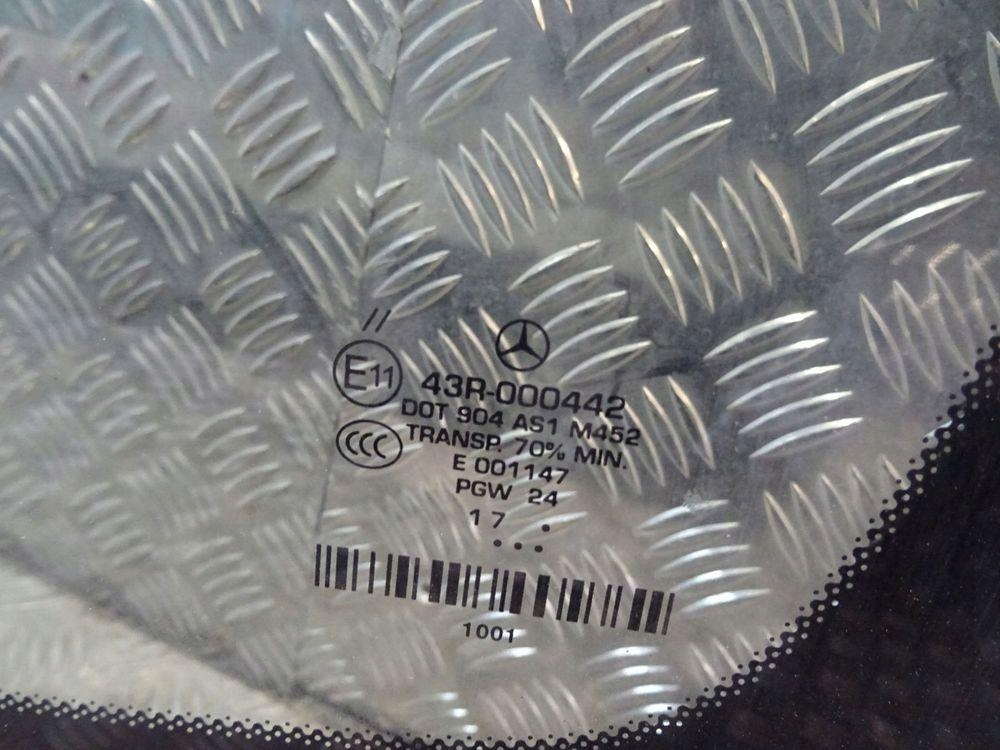 //
E11 43R-000442
DOT 904 AS1 M452
CCC TRANSP. 70% MIN.
E 001147
PGW 24
17
1001